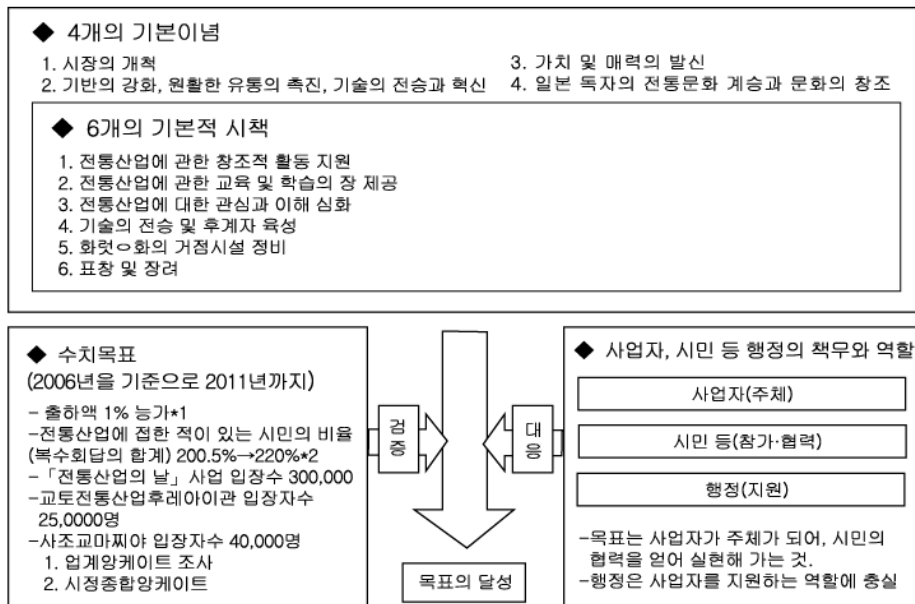 ◆ 4개의 기본이념
1. 시장의 개척
2. 기반의 강화, 원활한 유통의 촉진, 기술의 전승과 혁신
3. 가치 및 매력의 발신
4. 일본 독자의 전통문화 계승과 문화의 창조
◆ 6개의 기본적 시책
1. 전통산업에 관한 창조적 활동 지원
2. 전통산업에 관한 교육 및 학습의 장 제공
3. 전통산업에 대한 관심과 이해 심화
4. 기술의 전승 및 후계자 육성
5. 화럿ㅇ화의 거점시설 정비
6. 표창 및 장려
◆ 수치목표
(2006년을 기준으로 2011년까지)
- 출하액 1% 능가*1
-전통산업에 접한 적이 있는 시민의 비율
(복수회답의 합계) 200.5%→220%*2
-「전통산업의 날」사업 입장수 300,000
-교토전통산업후레아이관 입장자수
25,0000명
-사조교마찌야 입장자수 40,000명
1. 업계앙케이트 조사
2. 시정종합앙케이트
검증
대응
목표의 달성
◆ 사업자, 시민 등 행정의 책무와 역할
사업자(주체)
시민 등(참가·협력)
행정(지원)
-목표는 사업자가 주체가 되어, 시민의
협력을 얻어 실현해 가는 것.
-행정은 사업자를 지원하는 역할에 충실